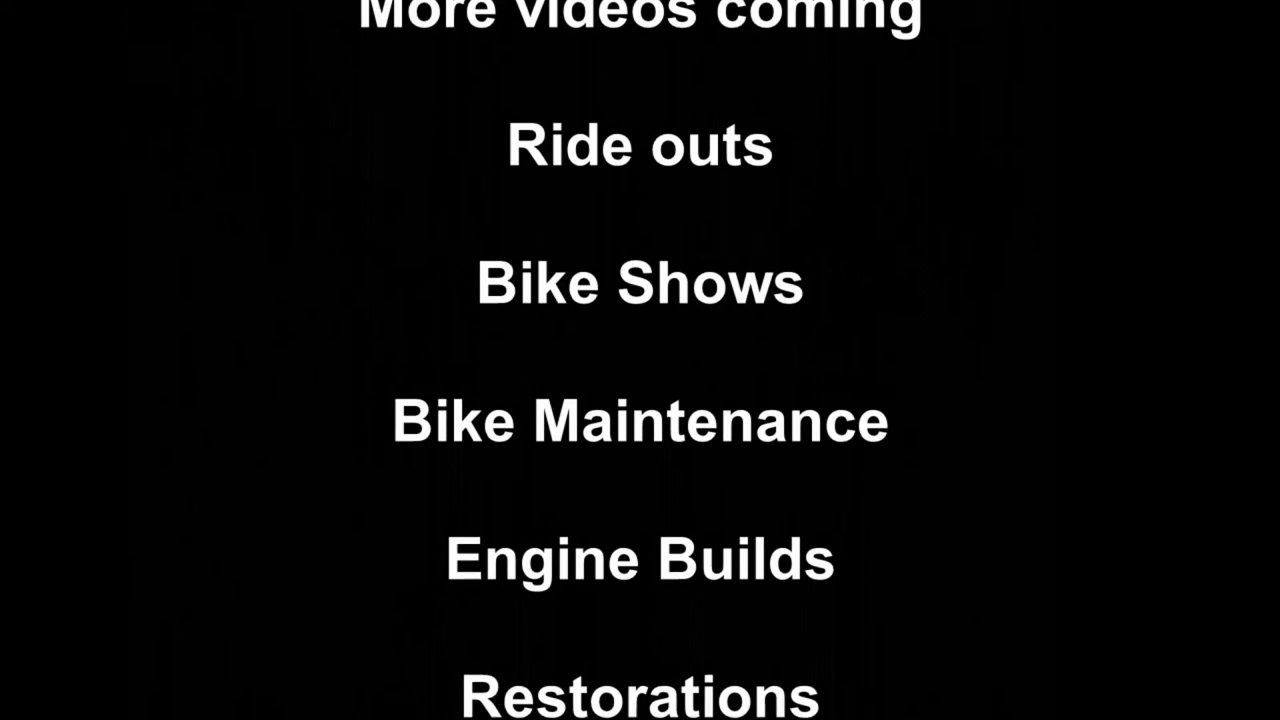 More videos coming
Ride outs
Bike Shows
Bike Maintenance
Engine Builds
Restorations